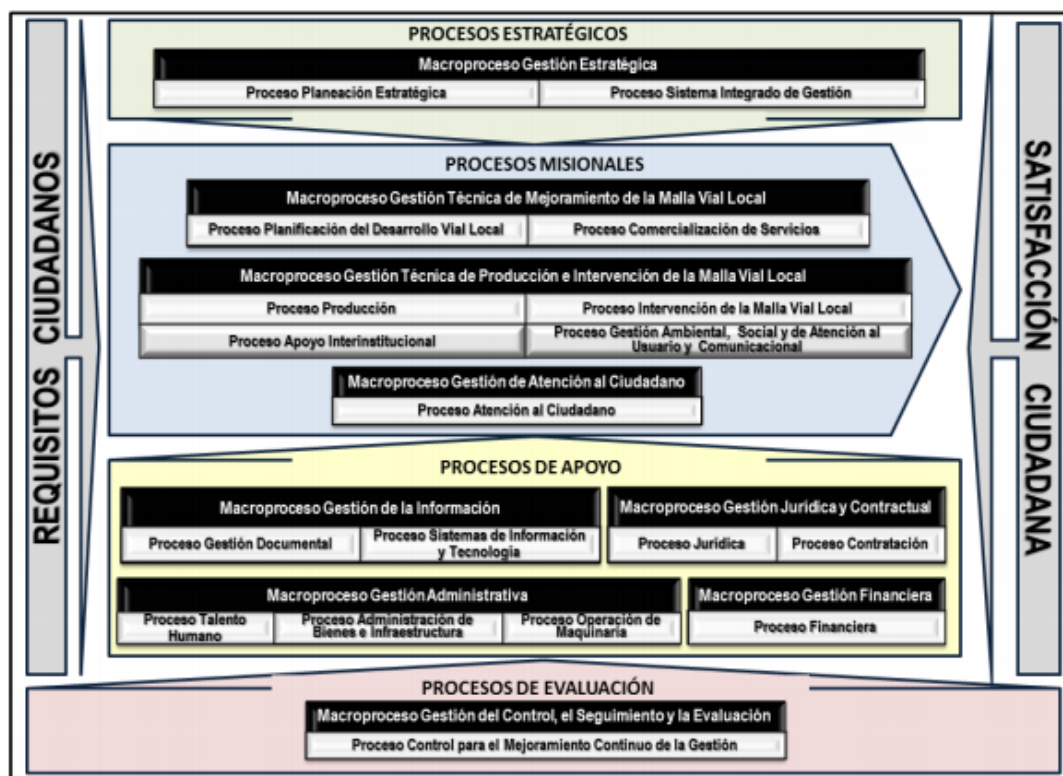 PROCESOS ESTRATÉGICOS
Macroproceso Gestión Estratégica
Proceso Planeación Estratégica
Proceso Sistema Integrado de Gestión
REQUISITOS CIUDADANOS
PROCESOS MISIONALES
Macroproceso Gestión Técnica de Mejoramiento de la Malla Vial Local
Proceso Planificación del Desarrollo Vial Local
Proceso Comercialización de Servicios
Macroproceso Gestión Técnica de Producción e Intervención de la Malla Vial Local
Proceso Producción
Proceso Intervención de la Malla Vial Local
Proceso Apoyo Interinstitucional
Proceso Gestión Ambiental, Social y de Atención al
Usuario y Comunicacional
Macroproceso Gestión de Atención al Ciudadano
Proceso Atención al Ciudadano
SATISFACCIÓN CIUDADANA
PROCESOS DE APOYO
Macroproceso Gestión de la Información
Proceso Gestión Documental
Proceso Sistemas de Información
y Tecnología
Macroproceso Gestión Jurídica y Contractual
Proceso Jurídica
Proceso Contratación
Macroproceso Gestión Administrativa
Proceso Talento
Humano
Proceso Administración de
Bienes e Infraestructura
Proceso Operación de
Maquinaria
Macroproceso Gestión Financiera
Proceso Financiera
PROCESOS DE EVALUACIÓN
Macroproceso Gestión del Control, el Seguimiento y la Evaluación
Proceso Control para el Mejoramiento Continuo de la Gestión